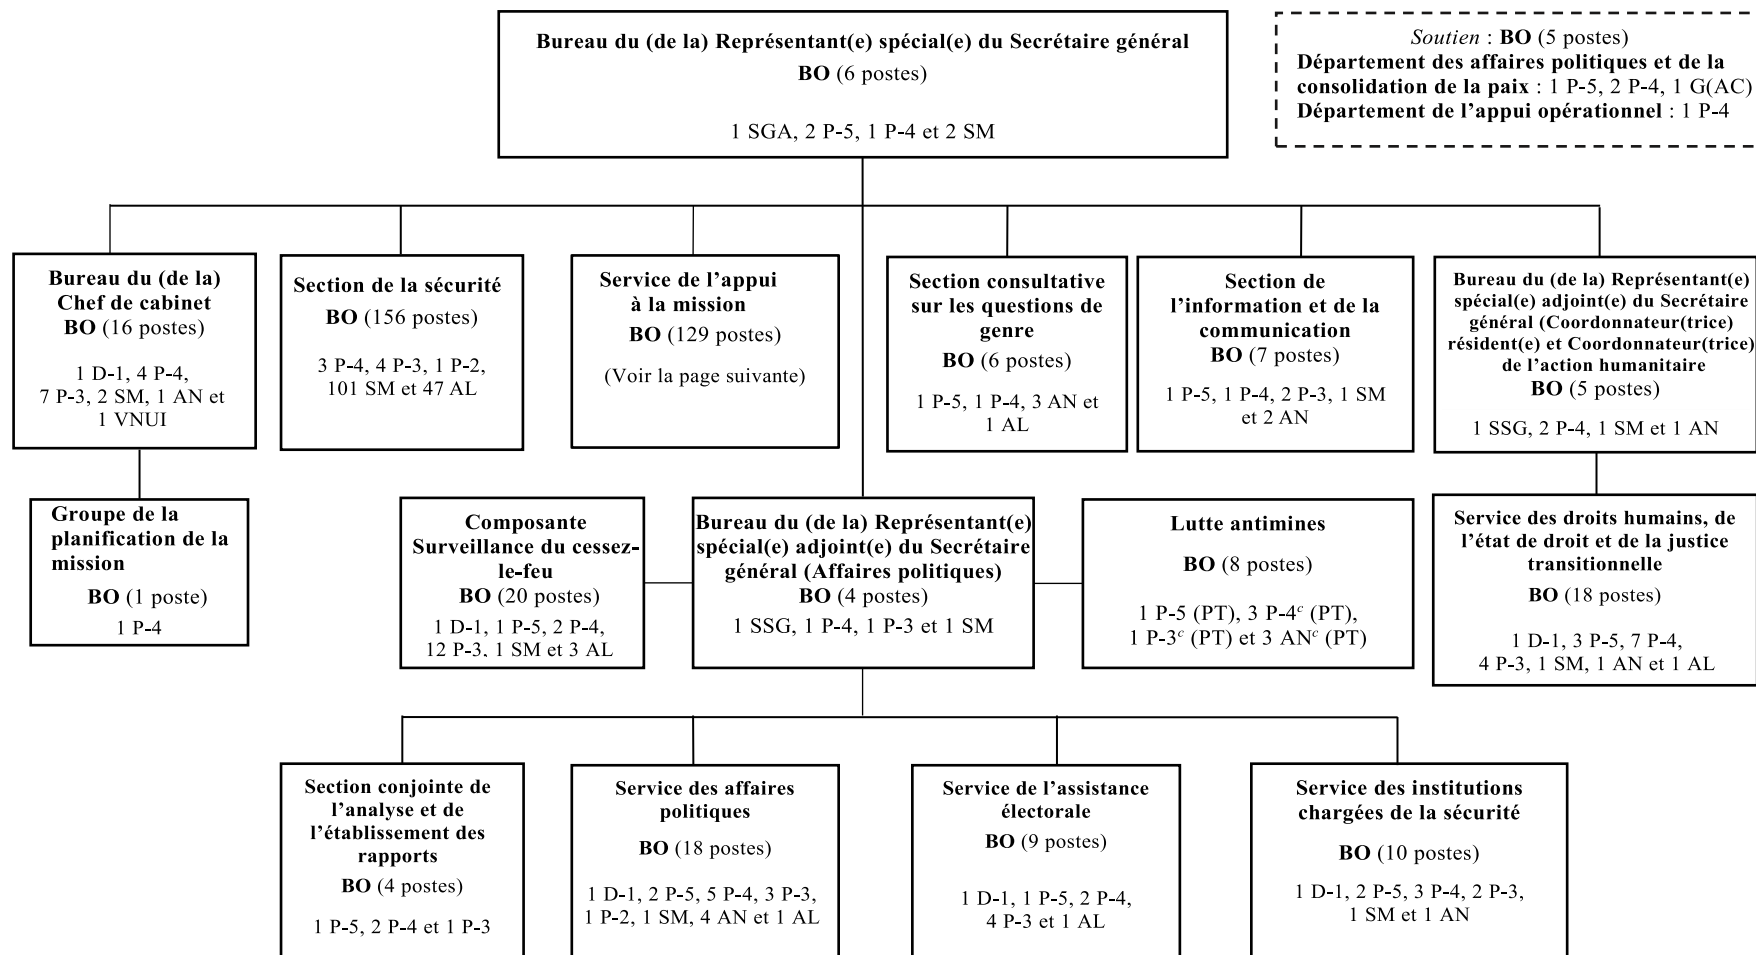 Bureau du (de la) Représentant(e) spécial(e) du Secrétaire général
BO (6 postes)
1 SGA, 2 P-5, 1 P-4 et 2 SM
Soutien : BO (5 postes)
Département des affaires politiques et de la
consolidation de la paix : 1 P-5, 2 P-4, 1 G(AC)
Département de l’appui opérationnel : 1 P-4
Bureau du (de la)
Chef de cabinet
BO (16 postes)
1 D-1, 4 P-4,
7 P-3, 2 SM, 1 AN et
1 VNUI
Section de la sécurité
BO (156 postes)
3 P-4, 4 P-3, 1 P-2,
101 SM et 47 AL
Service de l’appui
à la mission
BO (129 postes)
(Voir la page suivante)
Section consultative
sur les questions de
genre
BO (6 postes)
1 P-5, 1 P-4, 3 AN et
1 AL
Section de
l’information et de la
communication
BO (7 postes)
1 P-5, 1 P-4, 2 P-3, 1 SM
et 2 AN
Bureau du (de la) Représentant(e)
spécial(e) adjoint(e) du Secrétaire
général (Coordonnateur(trice)
résident(e) et Coordonnateur(trice)
de l’action humanitaire
BO (5 postes)
1 SSG, 2 P-4, 1 SM et 1 AN
Groupe de la
planification de la
mission
BO (1 poste)
1 P-4
Composante
Surveillance du cessez-
le-feu
BO (20 postes)
1 D-1, 1 P-5, 2 P-4,
12 P-3, 1 SM et 3 AL
Bureau du (de la) Représentant(e)
spécial(e) adjoint(e) du Secrétaire
général (Affaires politiques)
BO (4 postes)
1 SSG, 1 P-4, 1 P-3 et 1 SM
Lutte antimines
BO (8 postes)
1 P-5 (PT), 3 P-4c (PT),
1 P-3c (PT) et 3 ANc (PT)
Service des droits humains, de
l’état de droit et de la justice
transitionnelle
BO (18 postes)
1 D-1, 3 P-5, 7 P-4,
4 P-3, 1 SM, 1 AN et 1 AL
Section conjointe de
l’analyse et de
l’établissement des
rapports
BO (4 postes)
1 P-5, 2 P-4 et 1 P-3
Service des affaires
politiques
BO (18 postes)
1 D-1, 2 P-5, 5 P-4, 3 P-3,
1 P-2, 1 SM, 4 AN et 1 AL
Service de l’assistance
électorale
BO (9 postes)
1 D-1, 1 P-5, 2 P-4,
4 P-3 et 1 AL
Service des institutions
chargées de la sécurité
BO (10 postes)
1 D-1, 2 P-5, 3 P-4, 2 P-3,
1 SM et 1 AN